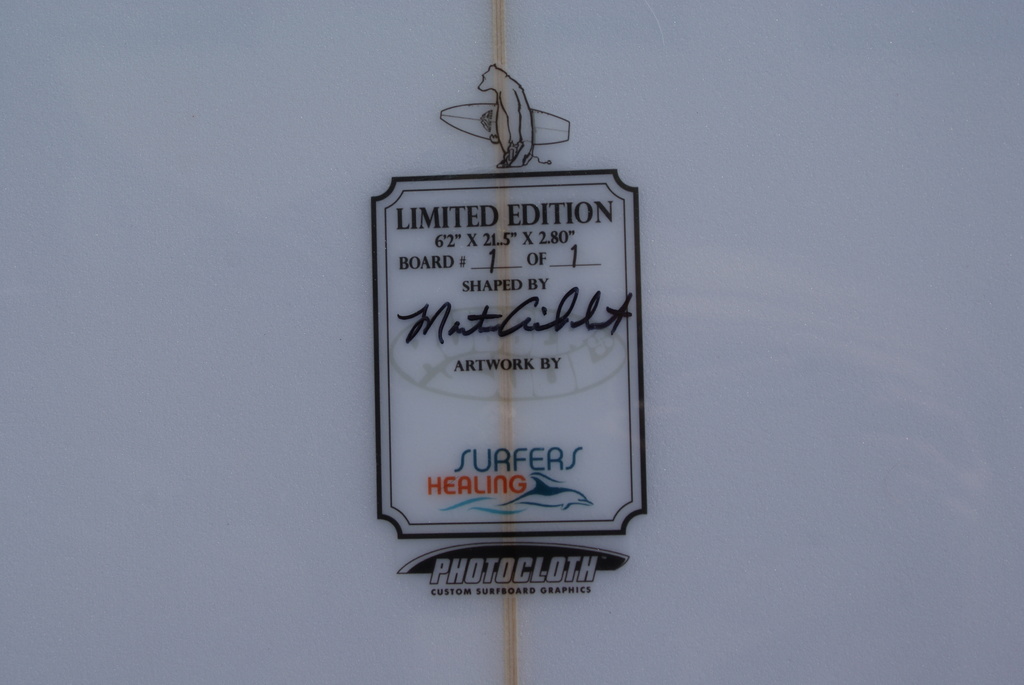 LIMITED EDITION
6'2" X 21.5" X 2.80"
BOARD # 1 OF 1
SHAPED BY
ARTWORK BY
SURFERS
HEALING
PHOTOCLOTH
CUSTOM SURFBOARD GRAPHICS